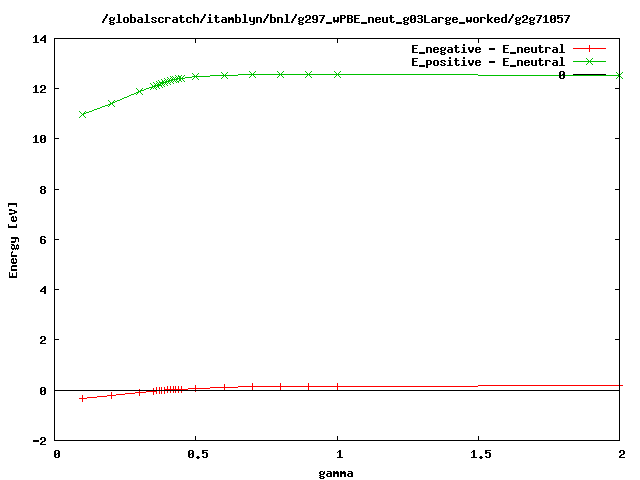 /globalscratch/itamblyn/bnl/g297_wPBE_neut_g03Large_worked/g2g71057
E_negative - E_neutral
E_positive - E_neutral
0
14
12
10
8
6
4
2
0
-2
Energy [eV]
0 0.5 1 1.5 2
gamma